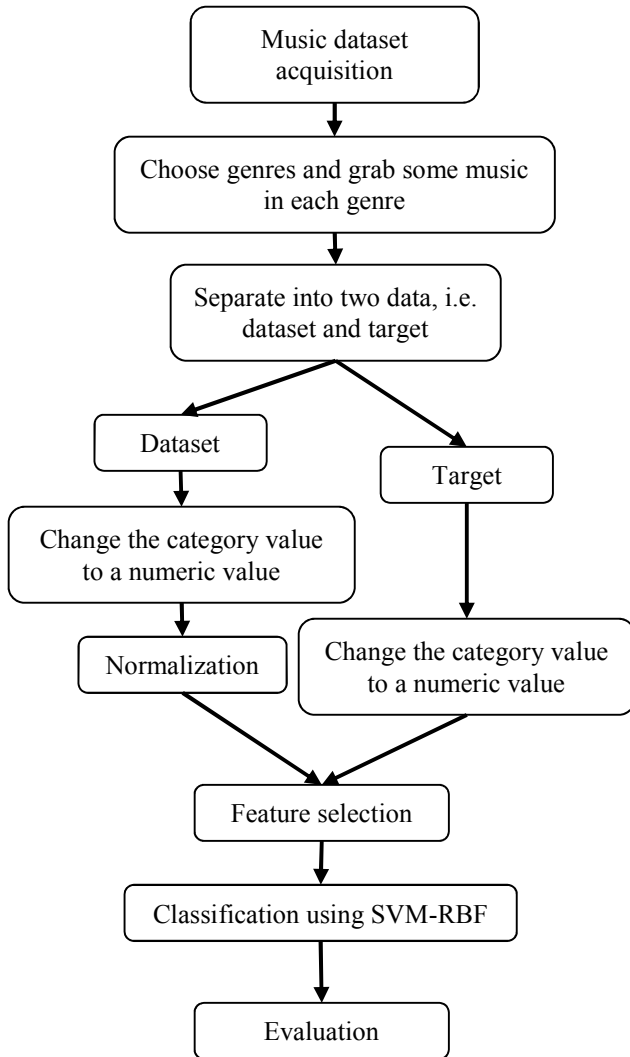 Music dataset
acquisition
Choose genres and grab some music
in each genre
Separate into two data, i.e.
dataset and target
Dataset
Target
Change the category value
to a numeric value
Normalization
Change the category value
to a numeric value
Feature selection
Classification using SVM-RBF
Evaluation